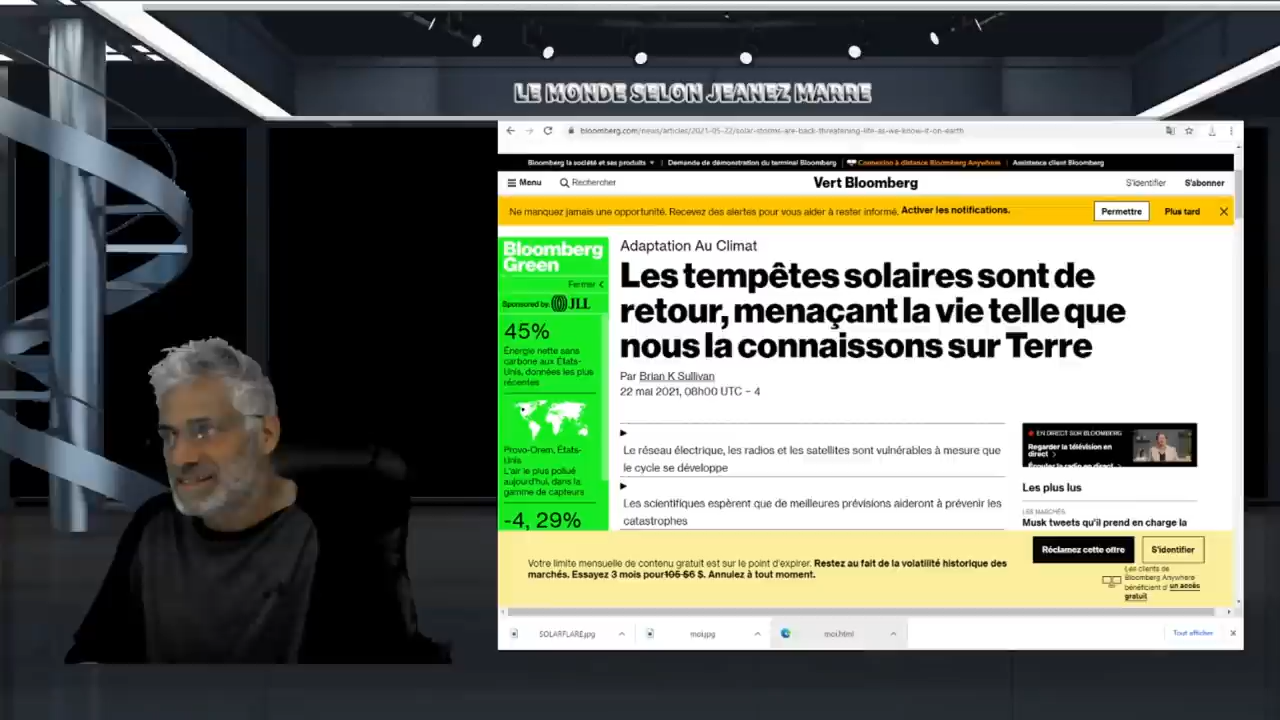 LE MONDE SELON JEANEZ MARRE
bloomberg.com/news/articles/2021-05-22/solar-storms-are-back-threatening-life-as-we-know-it-on-earth
Bloomberg la société et ses produits
Demande de démonstration du terminal Bloomberg
Connexion à distance Bloomberg Anywhere
Assistance client Bloomberg
Menu
Rechercher
Vert Bloomberg
S'identifier
S'abonner
Ne manquez jamais une opportunité. Recevez des alertes pour vous aider à rester informé. Activer les notifications.
Permettre
Plus tard
Bloomberg
Green
Fermer
Sponsored by JLL
45%
Énergie nette sans
carbone aux États-
Unis, données les plus
récentes
Provo-Orem, États-
Unis
L'air le plus pollué
aujourd'hui, dans la
gamme de capteurs
-4, 29%
Adaptation Au Climat
Les tempêtes solaires sont de
retour, menaçant la vie telle que
nous la connaissons sur Terre
Par Brian K Sullivan
22 mai 2021, 08h00 UTC - 4
Le réseau électrique, les radios et les satellites sont vulnérables à mesure que
le cycle se développe
Les scientifiques espèrent que de meilleures prévisions aideront à prévenir les
catastrophes
EN DIRECT SUR BLOOMBERG
Regarder la télévision en
direct
Écouter la radio en direct
Les plus lus
LES MARCHÉS
Musk tweets qu'il prend en charge la
Votre limite mensuelle de contenu gratuit est sur le point d'expirer. Restez au fait de la volatilité historique des
marchés. Essayez 3 mois pour105 $6 $. Annulez à tout moment.
Réclamez cette offre
S'identifier
Les clients de
Bloomberg Anywhere
bénéficient d'un accès
gratuit
SOLARFLARE.jpg
moi.jpg
moi.html
Tout afficher